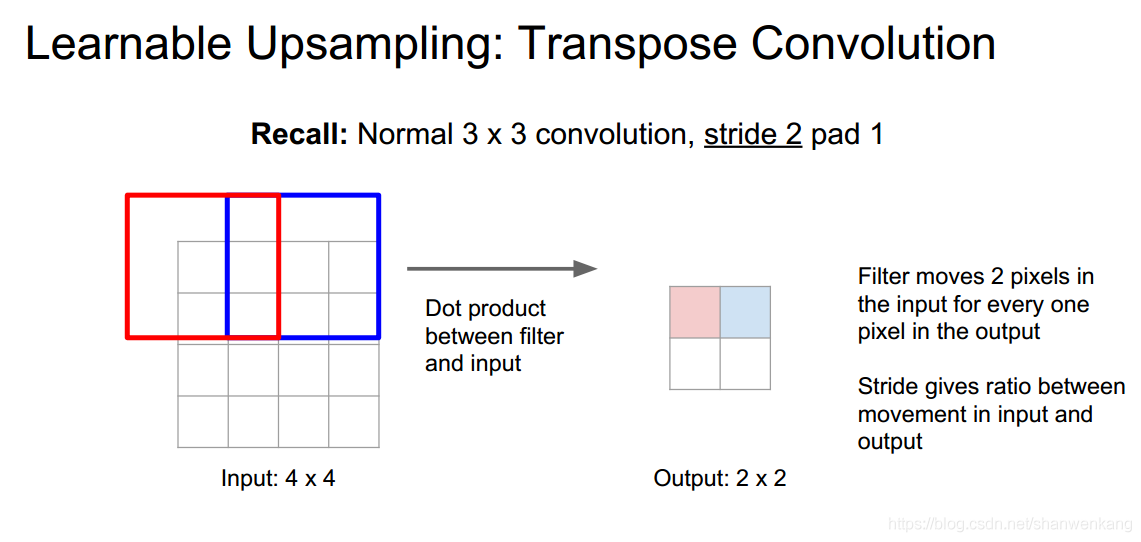 Learnable Upsampling: Transpose Convolution
Recall: Normal 3 x 3 convolution, stride 2 pad 1
Dot product
between filter
and input
Filter moves 2 pixels in
the input for every one
pixel in the output
Stride gives ratio between
movement in input and
output
Input: 4 x 4
Output: 2 x 2
https://blog.csdn.net/shanwenkang